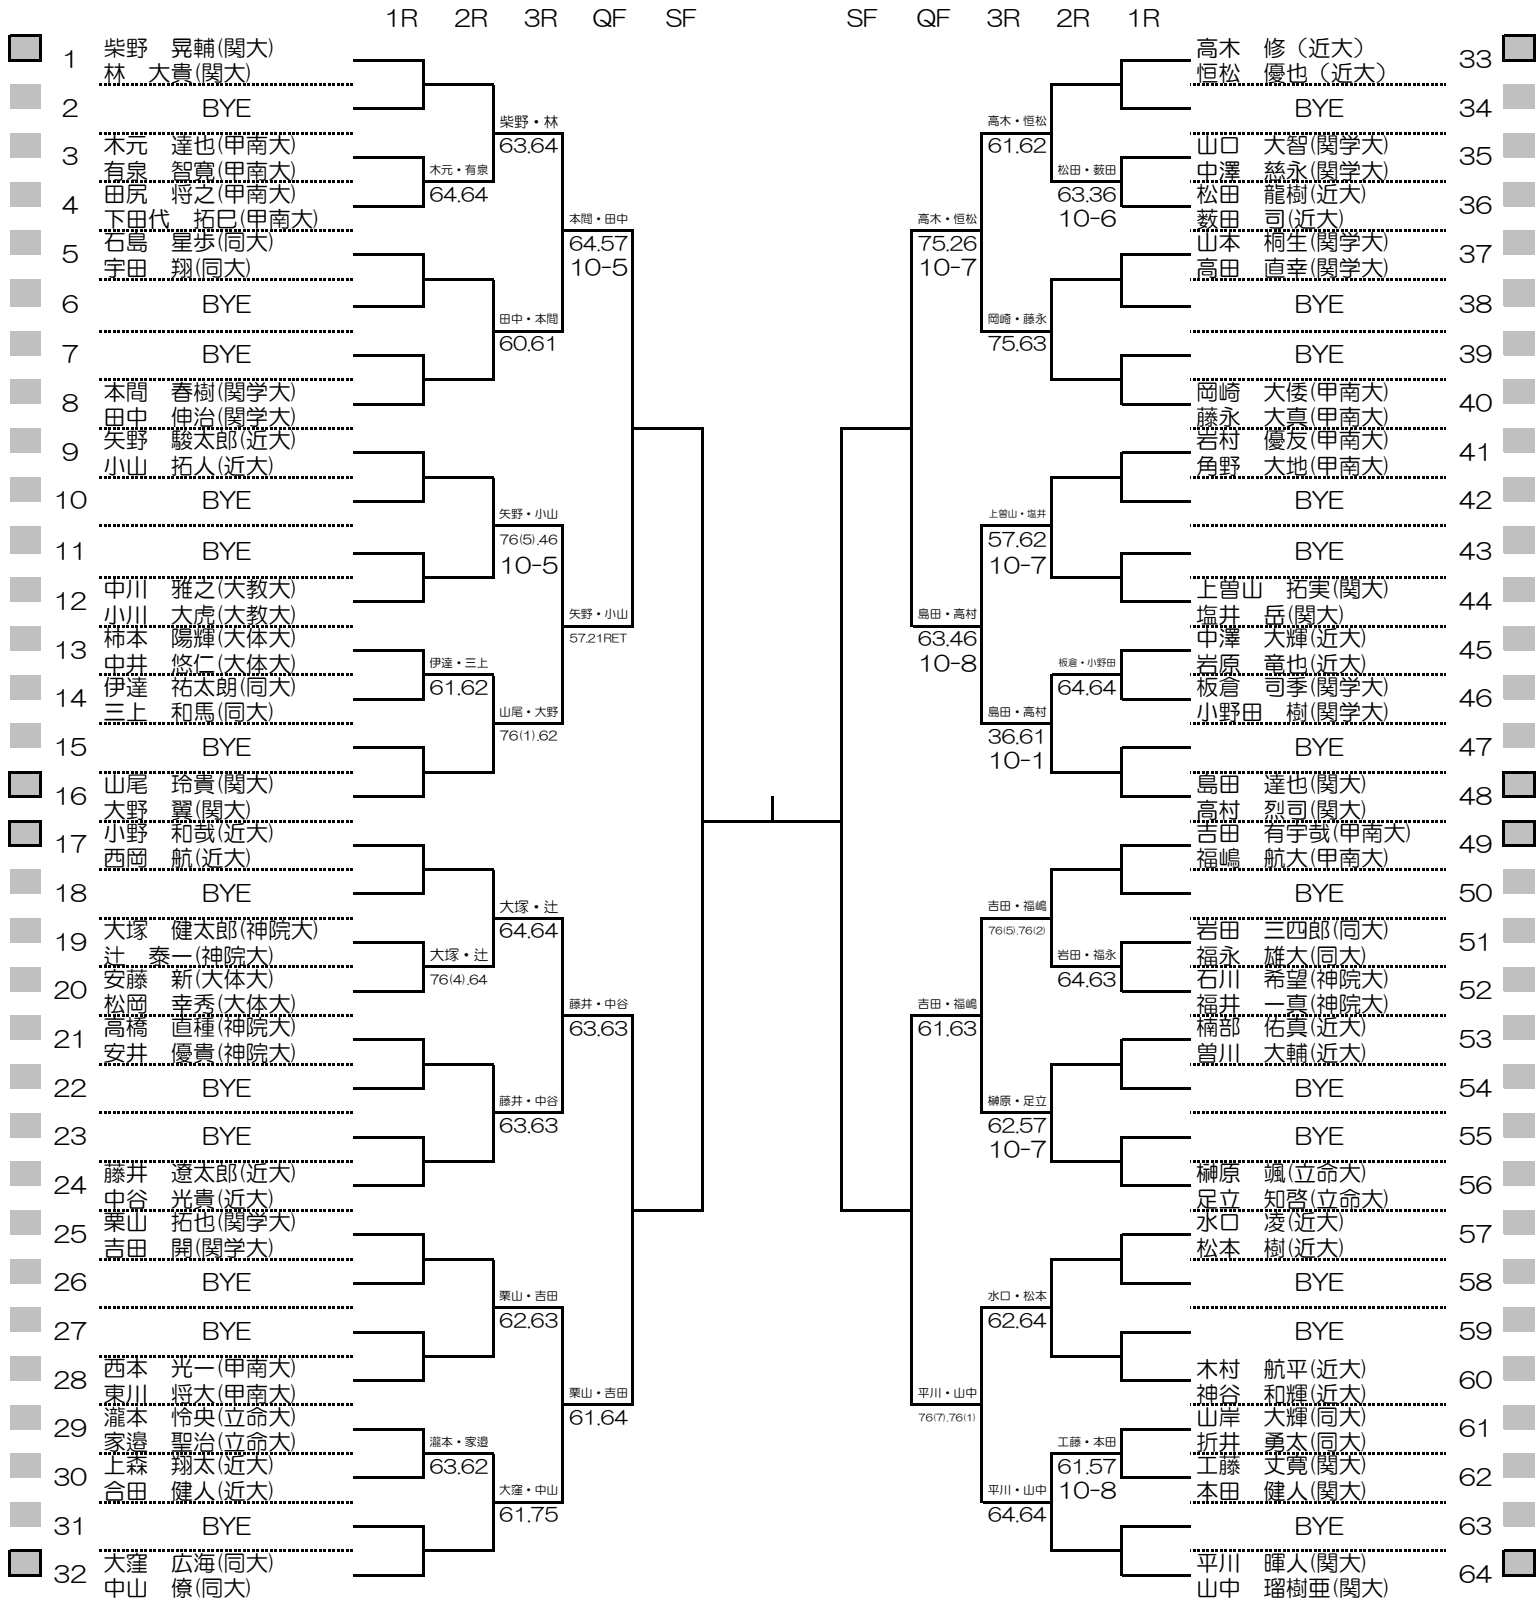 1R 2R 3R QF SF SF QF 3R 2R 1R
1 柴野 晃輔(関大)
林 大貴(関大)
2 BYE
3 木元 達也(甲南大)
有泉 智寛(甲南大)
4 田尻 将之(甲南大)
下田代 拓巳(甲南大)
5 石島 星歩(同大)
宇田 翔(同大)
6 BYE
7 BYE
8 本間 春樹(関学大)
田中 伸治(関学大)
9 矢野 駿太郎(近大)
小山 拓人(近大)
10 BYE
11 BYE
12 中川 雅之(大教大)
小川 大虎(大教大)
13 柿本 陽輝(大体大)
中井 悠仁(大体大)
14 伊達 祐太朗(同大)
三上 和馬(同大)
15 BYE
16 山尾 玲貴(関大)
大野 翼(関大)
17 小野 和哉(近大)
西岡 航(近大)
18 BYE
19 大塚 健太郎(神院大)
辻 泰一(神院大)
20 安藤 新(大体大)
松岡 幸秀(大体大)
21 高橋 直種(神院大)
安井 優貴(神院大)
22 BYE
23 BYE
24 藤井 遼太郎(近大)
中谷 光貴(近大)
25 栗山 拓也(関学大)
吉田 開(関学大)
26 BYE
27 BYE
28 西本 光一(甲南大)
東川 将大(甲南大)
29 瀧本 怜央(立命大)
家邉 聖治(立命大)
30 上森 翔太(近大)
合田 健人(近大)
31 BYE
32 大窪 広海(同大)
中山 僚(同大)
木元・有泉
64.64
伊達・三上
61.62
大塚・辻
76(4).64
瀧本・家邉
63.62
柴野・林
63.64
田中・本間
60.61
矢野・小山
76(5).46
10-5
山尾・大野
76(1).62
大塚・辻
64.64
藤井・中谷
63.63
栗山・吉田
62.63
大窪・中山
61.75
本間・田中
64.57
10-5
矢野・小山
57.21RET
藤井・中谷
63.63
栗山・吉田
61.64
高木・恒松
75.26
10-7
島田・高村
63.46
10-8
吉田・福嶋
61.63
平川・山中
76(7).76(1)
高木・恒松
61.62
岡崎・藤永
75.63
上曽山・塩井
57.62
10-7
島田・高村
36.61
10-1
吉田・福嶋
76(5).76(2)
榊原・足立
62.57
10-7
水口・松本
62.64
平川・山中
64.64
松田・薮田
63.36
10-6
板倉・小野田
64.64
岩田・福永
64.63
工藤・本田
61.57
10-8
高木 修（近大） 33
恒松 優也（近大）
BYE 34
山口 大智(関学大) 35
中澤 慈永(関学大)
松田 龍樹(近大) 36
薮田 司(近大)
山本 桐生(関学大) 37
高田 直幸(関学大)
BYE 38
BYE 39
岡崎 大倭(甲南大) 40
藤永 大真(甲南大)
岩村 優友(甲南大) 41
角野 大地(甲南大)
BYE 42
BYE 43
上曽山 拓実(関大) 44
塩井 岳(関大)
中澤 大輝(近大) 45
岩原 竜也(近大)
板倉 司季(関学大) 46
小野田 樹(関学大)
BYE 47
島田 達也(関大) 48
高村 烈司(関大)
吉田 有宇哉(甲南大) 49
福嶋 航大(甲南大)
BYE 50
岩田 三四郎(同大) 51
福永 雄大(同大)
石川 希望(神院大) 52
福井 一真(神院大)
楠部 佑真(近大) 53
曽川 大輔(近大)
BYE 54
BYE 55
榊原 颯(立命大) 56
足立 知啓(立命大)
水口 凌(近大) 57
松本 樹(近大)
BYE 58
BYE 59
木村 航平(近大) 60
神谷 和輝(近大)
山岸 大輝(同大) 61
折井 勇太(同大)
工藤 丈寛(関大) 62
本田 健人(関大)
BYE 63
平川 暉人(関大) 64
山中 瑠樹亜(関大)